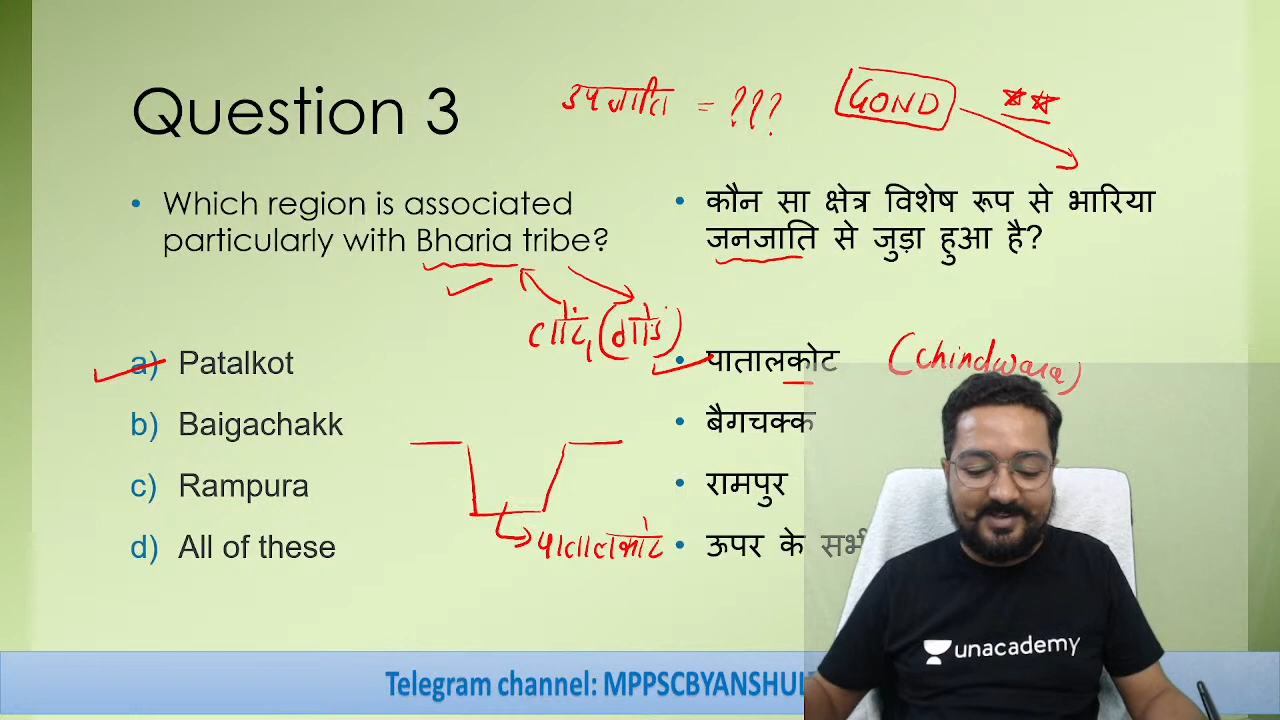 Question 3
उपजाति = ???
GOND
• Which region is associated
particularly with Bharia tribe?
a) Patalkot
b) Baigachakk
c) Rampura
d) All of these
• कौन सा क्षेत्र विशेष रूप से भारिया
जनजाति से जुड़ा हुआ है?
• पातालकोट
(chindwara)
• बैगचक्क
• रामपुर
• ऊपर के सभी
पातालकोट
unacademy
Telegram channel: MPPSCBYANSHUL